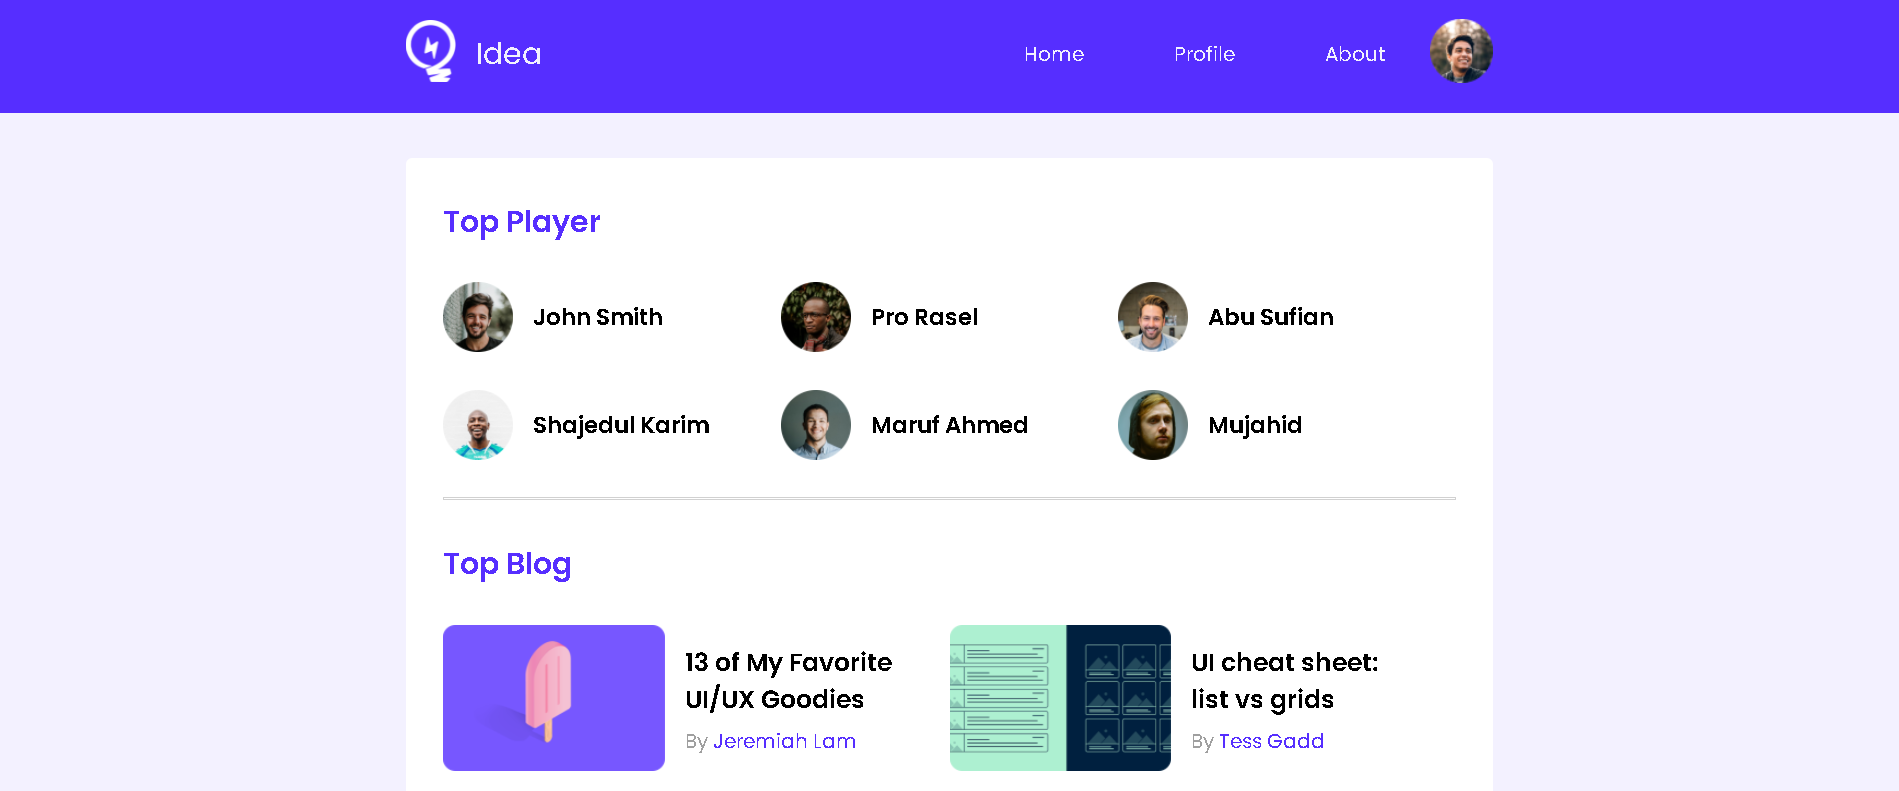 Idea
Home
Profile
About
Top Player
John Smith
Pro Rasel
Abu Sufian
Shajedul Karim
Maruf Ahmed
Mujahid
Top Blog
13 of My Favorite
UI/UX Goodies
By Jeremiah Lam
UI cheat sheet:
list vs grids
By Tess Gadd